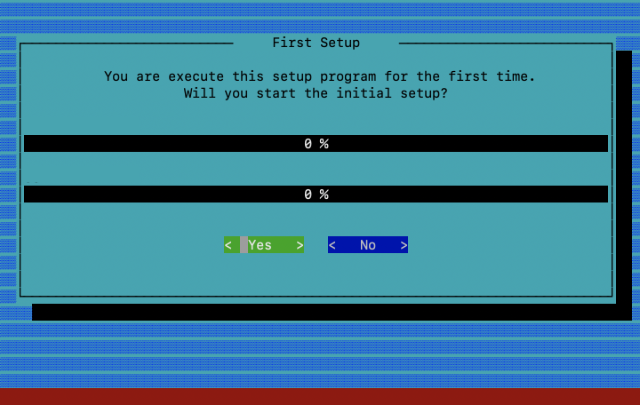 First Setup
You are execute this setup program for the first time.
Will you start the initial setup?
0 %
0 %
< Yes > < No >